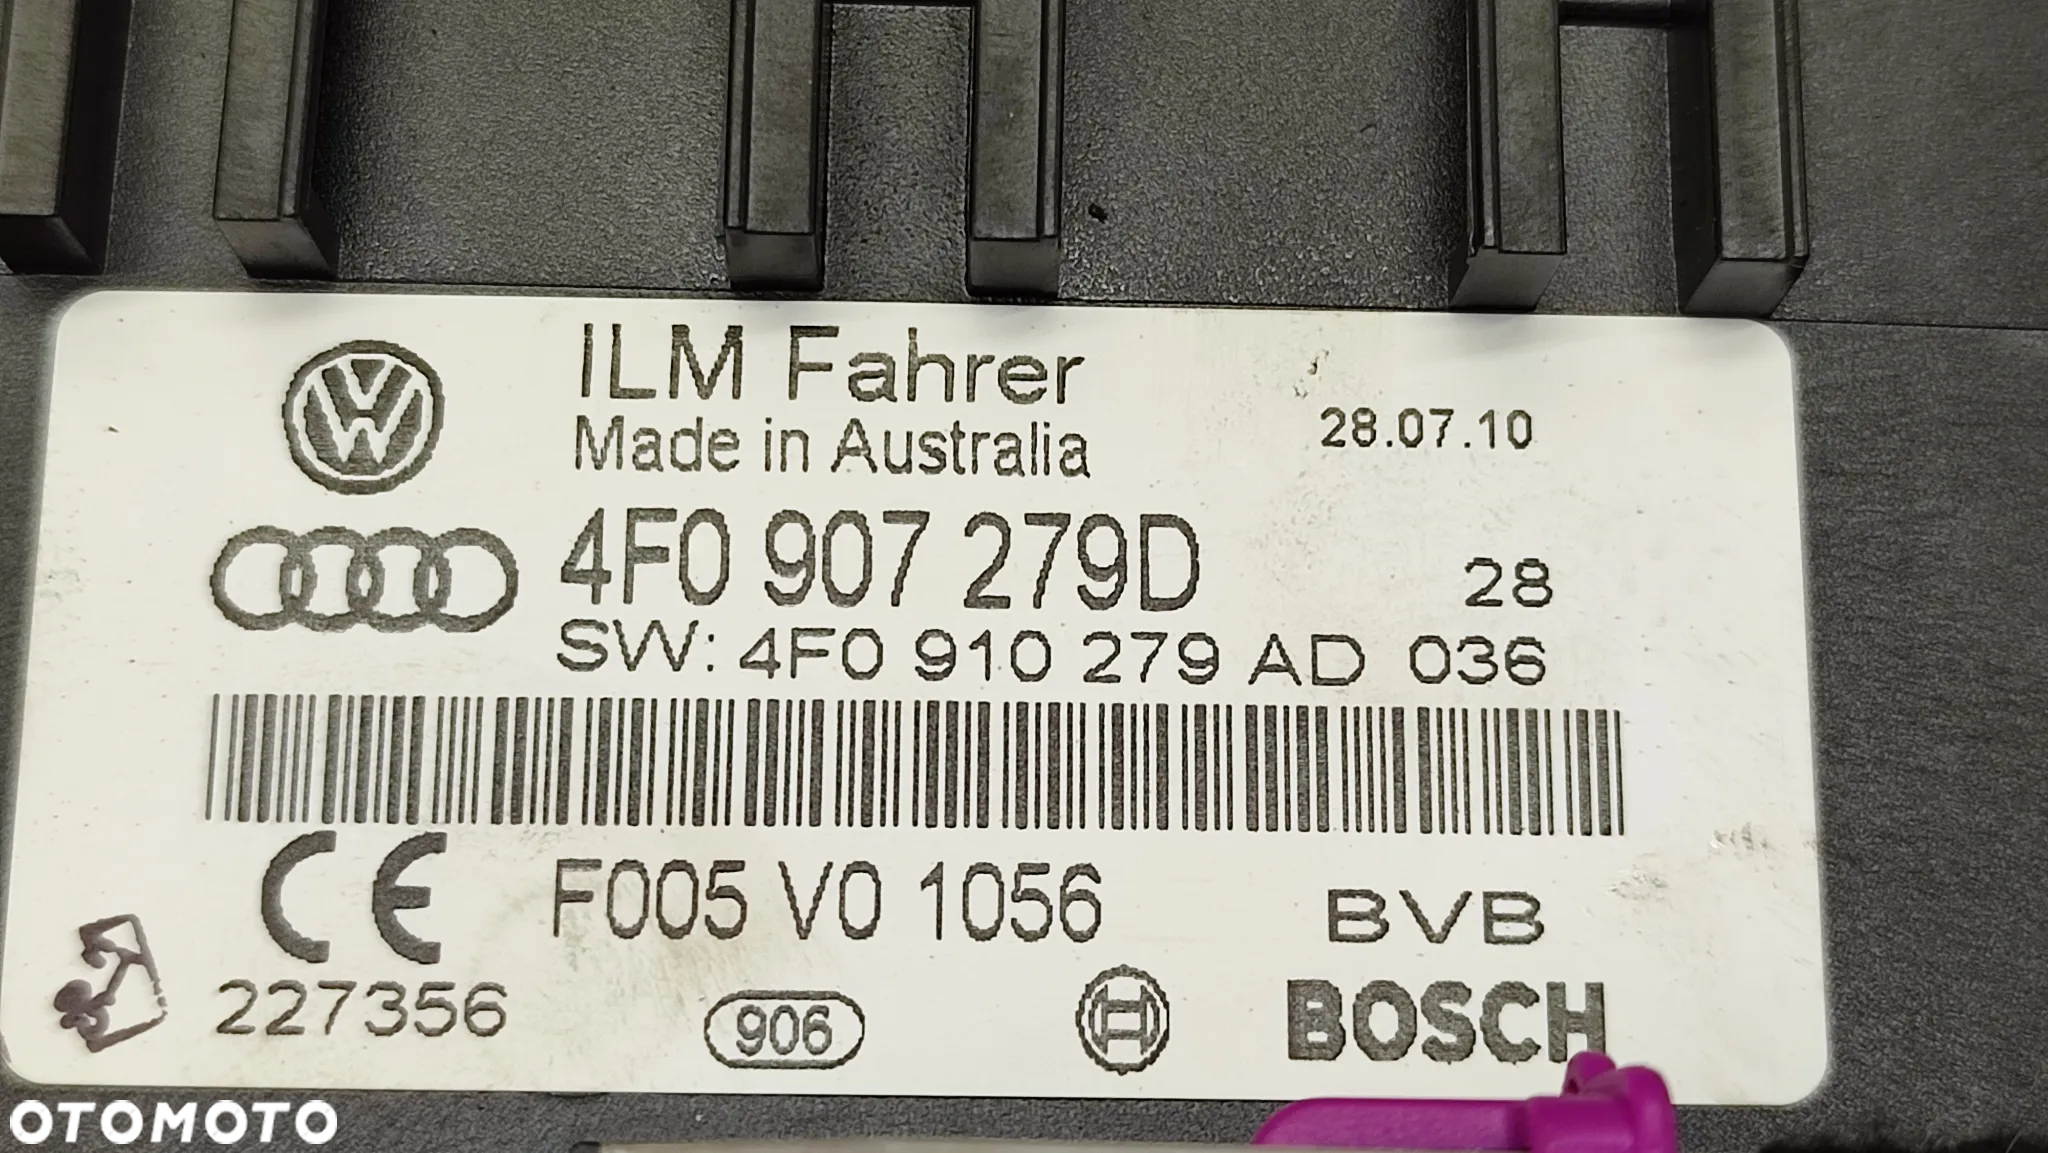 ILM Fahrer
Made in Australia
28.07.10
4F0 907 279D
28
SW: 4F0 910 279 AD 036
CE
F005 V0 1056
BVB
227356
906
BOSCH
OTOMOTO